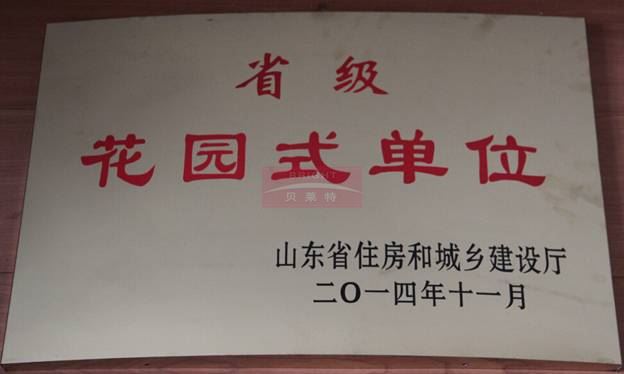 省级
花园式单位
BRIGHT
贝莱特
山东省住房和城乡建设厅
二〇一四年十一月